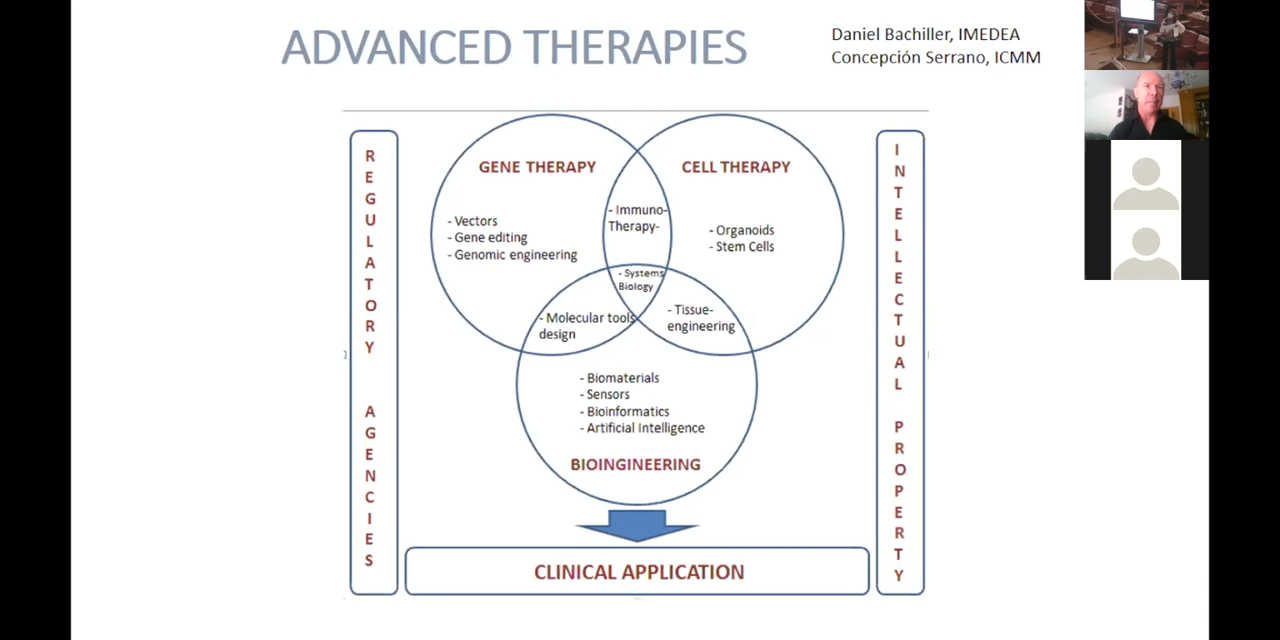 ADVANCED THERAPIES
Daniel Bachiller, IMEDEA
Concepción Serrano, ICMM
REGULATORY AGENCIES
GENE THERAPY
- Vectors
- Gene editing
- Genomic engineering
- Immuno-
Therapy-
CELL THERAPY
- Organoids
- Stem Cells
- Systems
Biology
- Molecular tools
design
- Tissue-
engineering
- Biomaterials
- Sensors
- Bioinformatics
- Artificial Intelligence
BIOINGINEERING
INTELLECTUAL PROPERTY
CLINICAL APPLICATION